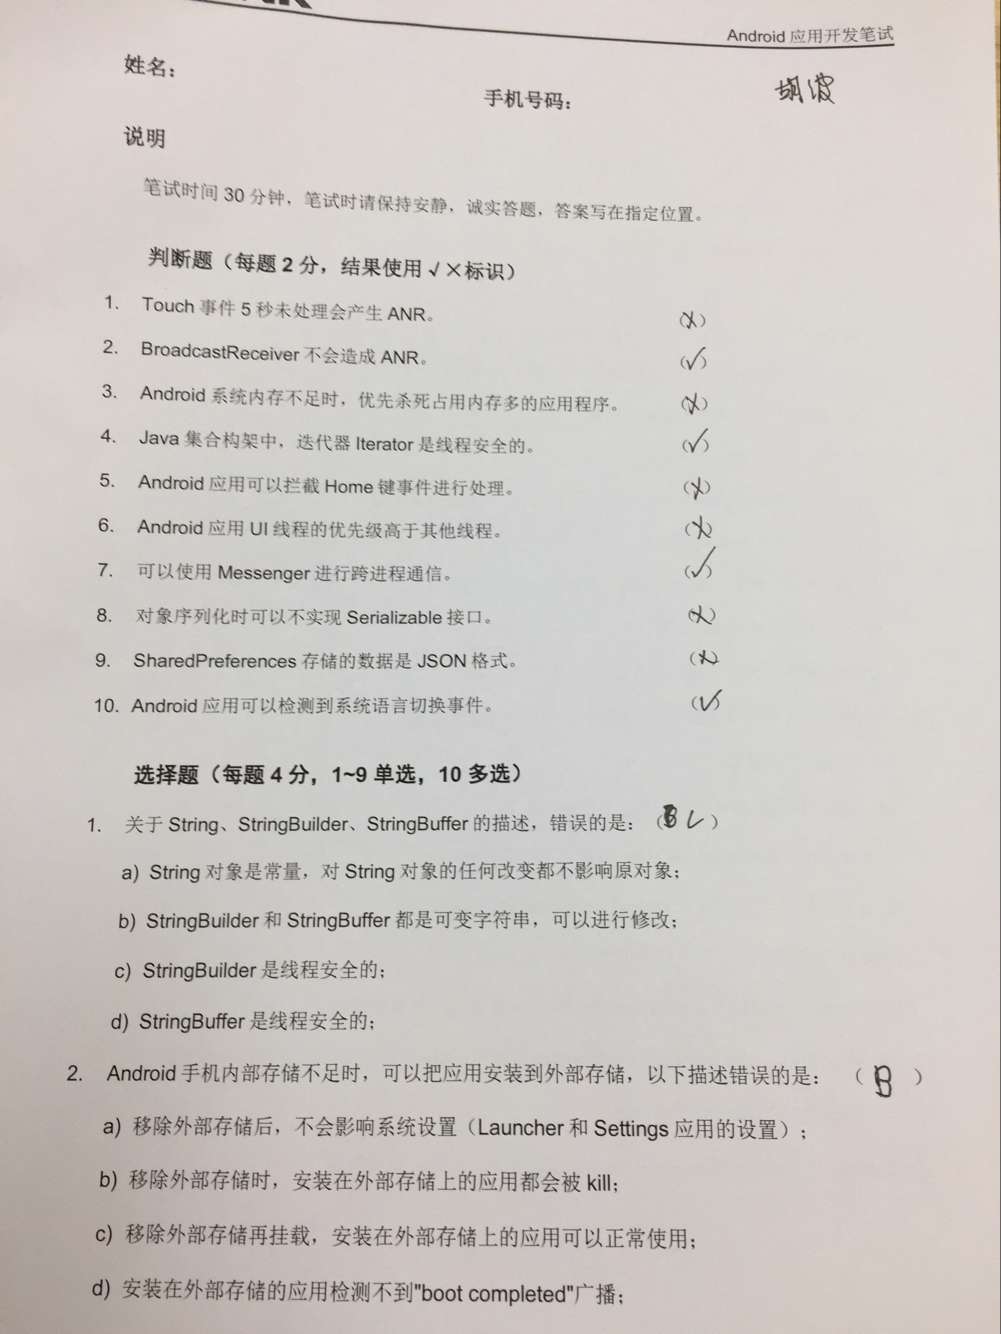 Android 应用开发笔试
姓名：
手机号码：
胡波
说明
笔试时间 30 分钟，笔试时请保持安静，诚实答题，答案写在指定位置。
判断题（每题 2 分，结果使用 √ ×标识）
1. Touch 事件 5 秒未处理会产生 ANR。 (×)
2. BroadcastReceiver 不会造成 ANR。 (√)
3. Android 系统内存不足时，优先杀死占用内存多的应用程序。 (×)
4. Java 集合构架中，迭代器 Iterator 是线程安全的。 (√)
5. Android 应用可以拦截 Home 键事件进行处理。 (×)
6. Android 应用 UI 线程的优先级高于其他线程。 (×)
7. 可以使用 Messenger 进行跨进程通信。 (√)
8. 对象序列化时可以不实现 Serializable 接口。 (×)
9. SharedPreferences 存储的数据是 JSON 格式。 (×)
10. Android 应用可以检测到系统语言切换事件。 (√)
选择题（每题 4 分，1~9 单选，10 多选）
1. 关于 String、StringBuilder、StringBuffer 的描述，错误的是：（B ）
a) String 对象是常量，对 String 对象的任何改变都不影响原对象；
b) StringBuilder 和 StringBuffer 都是可变字符串，可以进行修改；
c) StringBuilder 是线程安全的；
d) StringBuffer 是线程安全的；
2. Android 手机内部存储不足时，可以把应用安装到外部存储，以下描述错误的是：（ B ）
a) 移除外部存储后，不会影响系统设置（Launcher 和 Settings 应用的设置）；
b) 移除外部存储时，安装在外部存储上的应用都会被 kill；
c) 移除外部存储再挂载，安装在外部存储上的应用可以正常使用；
d) 安装在外部存储的应用检测不到"boot completed"广播；